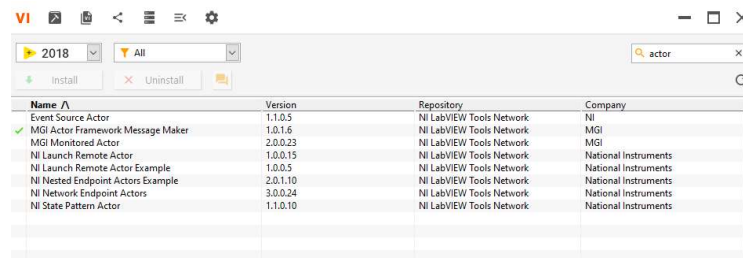 VI
2018 All actor
Install Uninstall
Name /\ Version Repository Company
Event Source Actor 1.1.0.5 NI LabVIEW Tools Network NI
MGI Actor Framework Message Maker 1.0.1.6 NI LabVIEW Tools Network MGI
MGI Monitored Actor 2.0.0.23 NI LabVIEW Tools Network MGI
NI Launch Remote Actor 1.0.0.15 NI LabVIEW Tools Network National Instruments
NI Launch Remote Actor Example 1.0.0.5 NI LabVIEW Tools Network National Instruments
NI Nested Endpoint Actors Example 2.0.1.10 NI LabVIEW Tools Network National Instruments
NI Network Endpoint Actors 3.0.0.24 NI LabVIEW Tools Network National Instruments
NI State Pattern Actor 1.1.0.10 NI LabVIEW Tools Network National Instruments